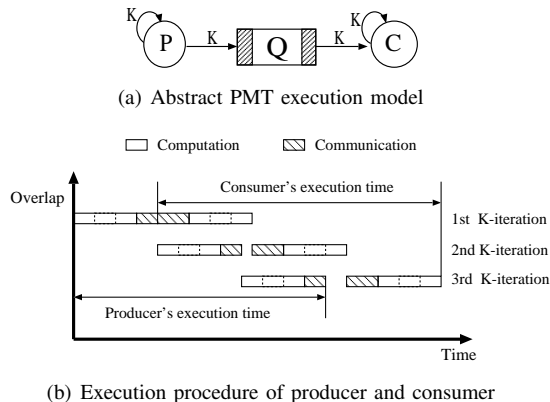 K K
P K Q K C
(a) Abstract PMT execution model
Computation Communication
Overlap
Consumer's execution time
1st K-iteration
2nd K-iteration
3rd K-iteration
Producer's execution time
Time
(b) Execution procedure of producer and consumer